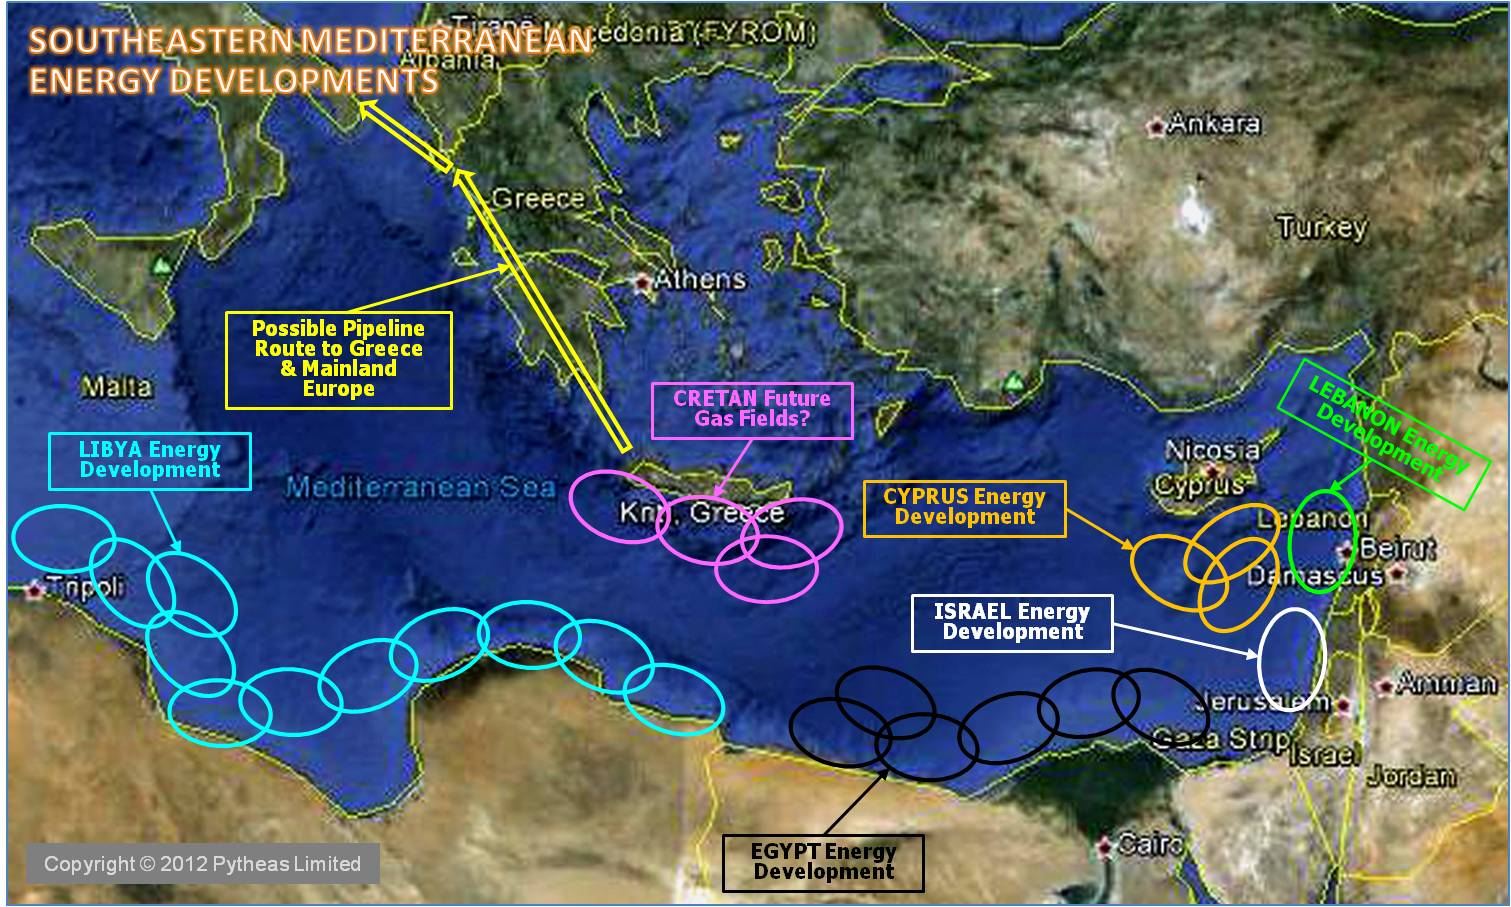 SOUTHEASTERN MEDITERRANEAN
ENERGY DEVELOPMENTS
Tirana
cedonia (FYROM)
Albania
Ankara
Greece
Turkey
Athens
Possible Pipeline
Route to Greece
& Mainland
Europe
Malta
CRETAN Future
Gas Fields?
LEBANON Energy
Development
LIBYA Energy
Development
Nicosia
Cyprus
Mediterranean Sea
CYPRUS Energy
Development
Greece
Lebanon
Beirut
Damascus
Tripoli
ISRAEL Energy
Development
Amman
Jerusalem
Gaza Strip
Israel
Jordan
EGYPT Energy
Development
Cairo
Copyright © 2012 Pytheas Limited